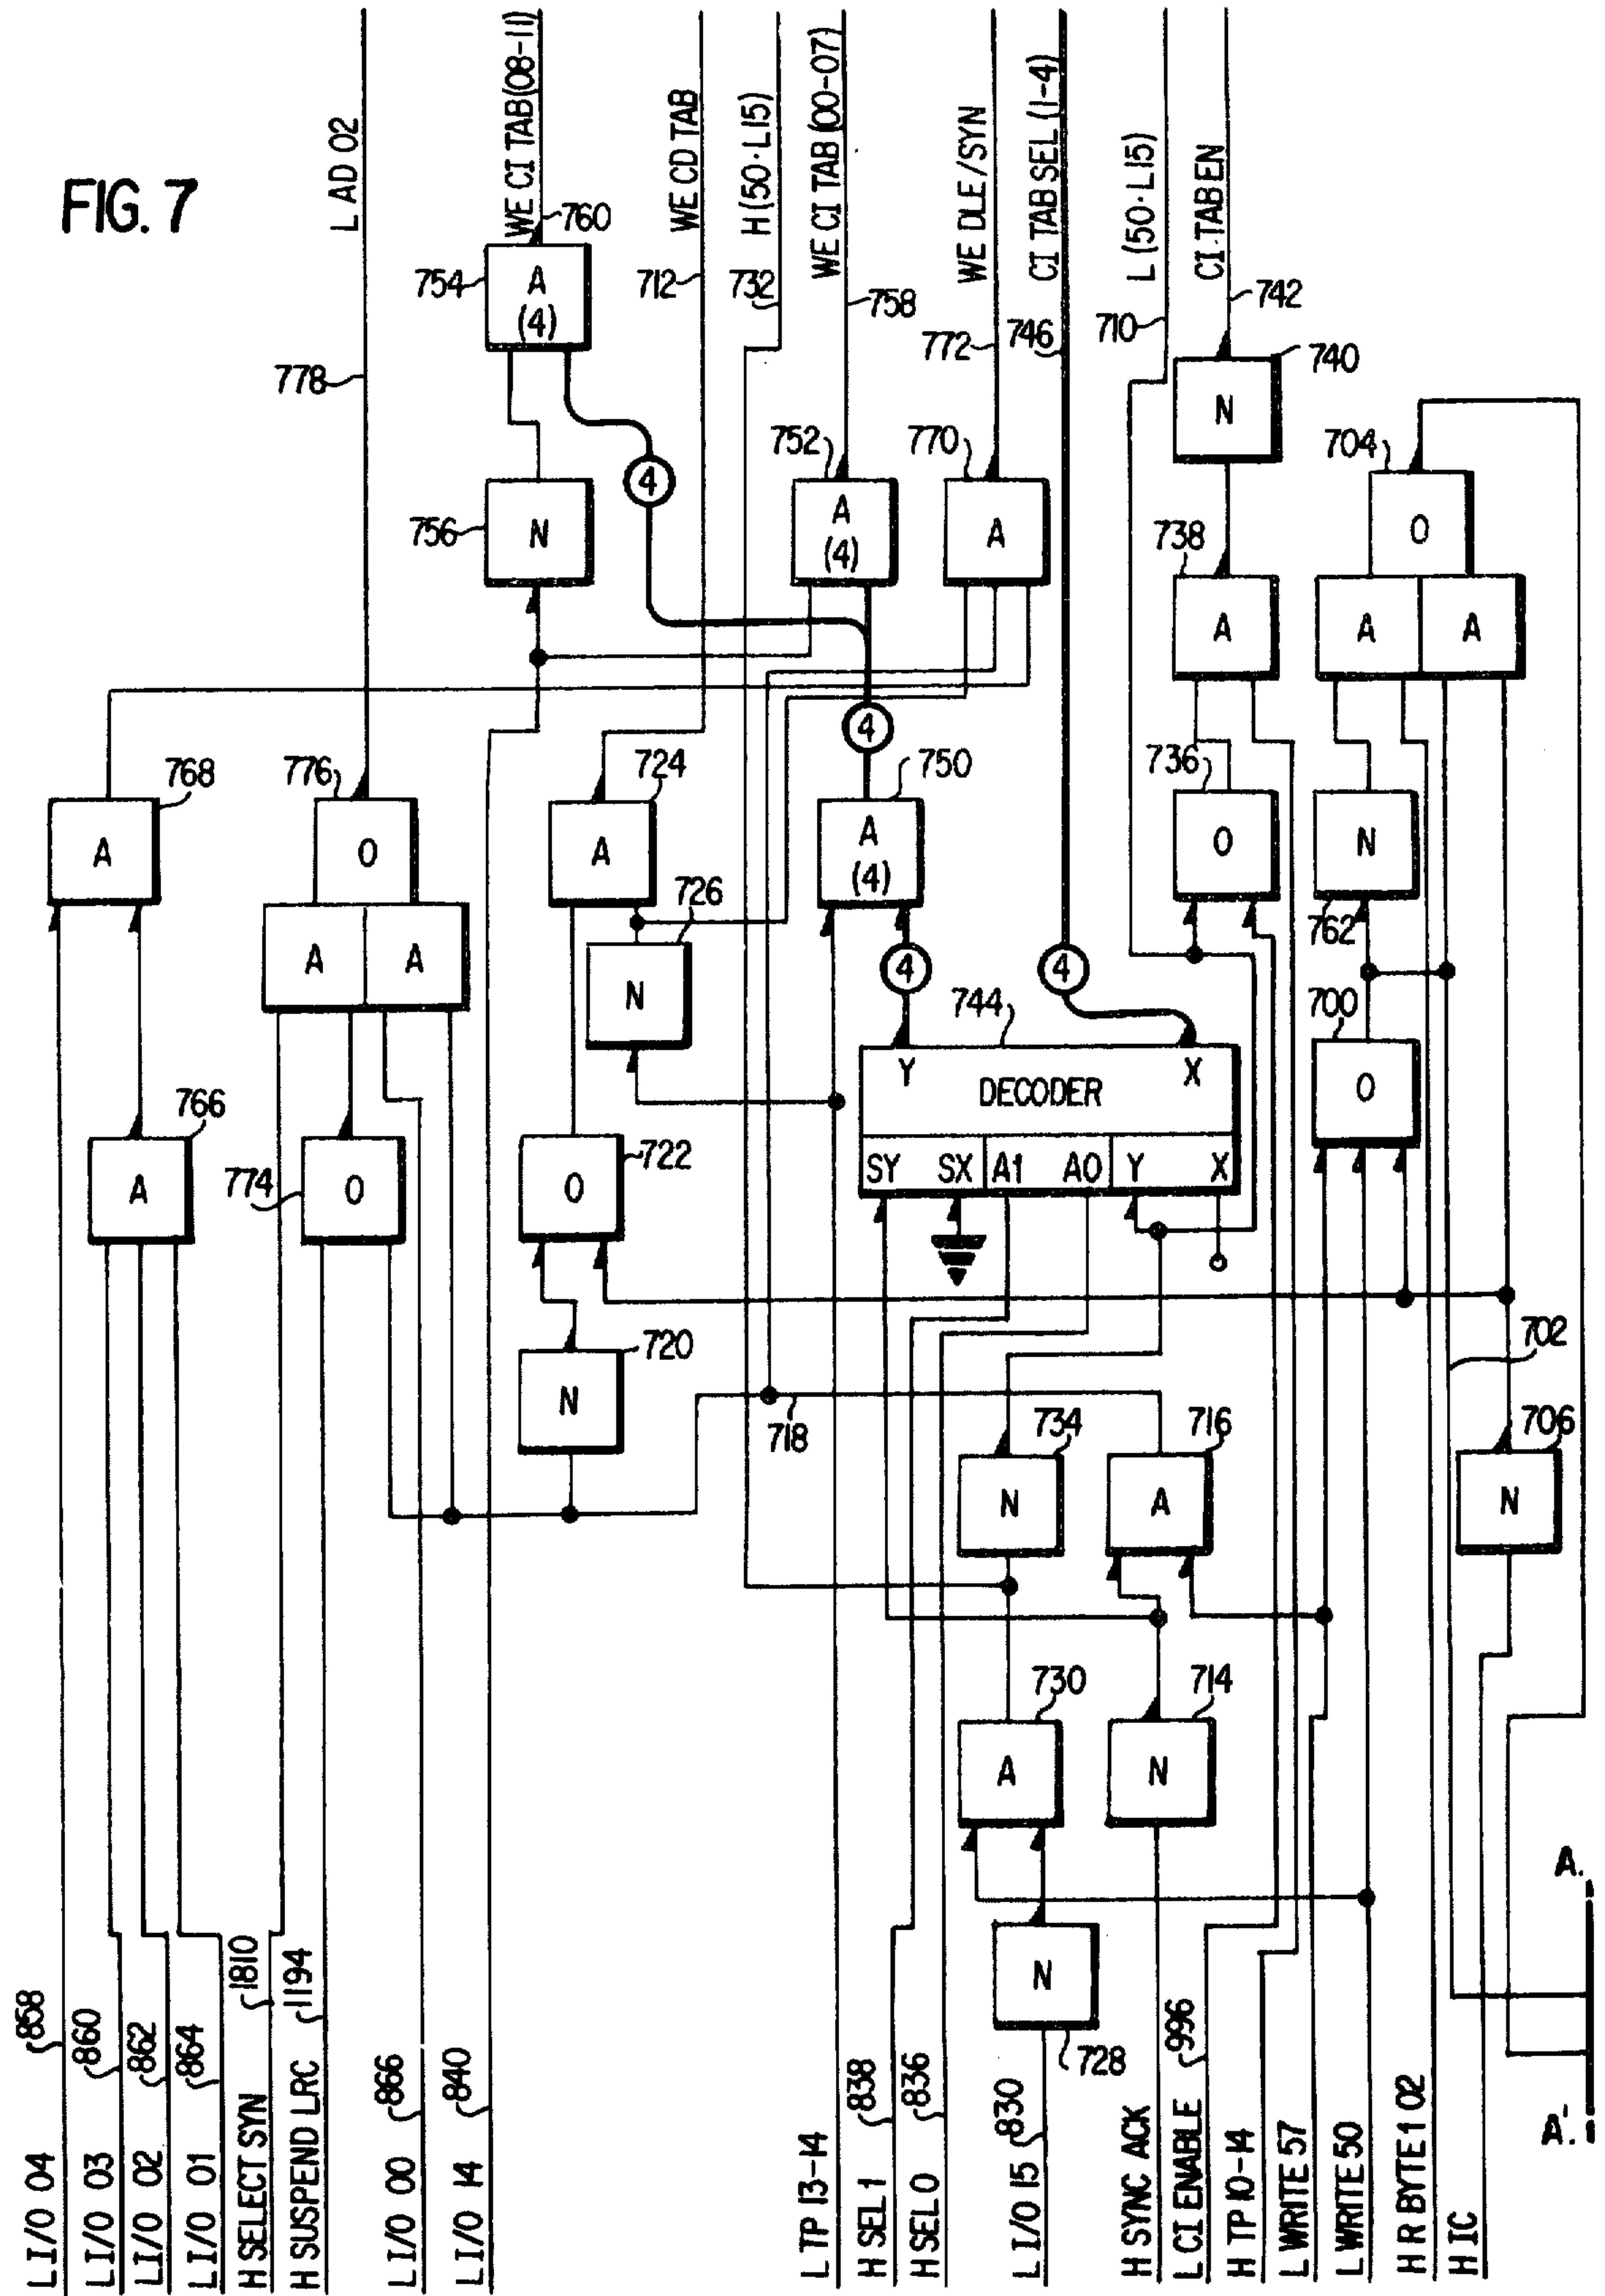 FIG. 7
L AD 02
WE CI TAB(08-11)
WE CD TAB
H (50·L15)
WE CI TAB (00-07)
WE DLE/SYN
CI TAB SEL (1-4)
L (50·L15)
CI TAB EN
760
754
A
(4)
712
732
758
772
746
710
742
740
N
778
752
770
704
4
756
N
A
(4)
A
738
O
A
A
A
4
768
776
724
750
736
A
O
A
A
(4)
O
N
726
762
A
A
N
4
4
744
700
Y
X
DECODER
O
766
722
SY
SX
A1
A0
Y
X
A
774
O
O
702
720
N
718
734
716
706
N
A
N
730
714
A
N
1810
1194
N
A.
858
860
862
864
866
840
838
836
728
830
996
A'.
L I/O 04
L I/O 03
L I/O 02
L I/O 01
H SELECT SYN
H SUSPEND LRC
L I/O 00
L I/O 14
L TP 13-14
H SEL 1
H SEL 0
L I/O 15
H SYNC ACK
L CI ENABLE
H TP 10-14
L WRITE 57
L WRITE 50
H R BYTE 1 02
H IC